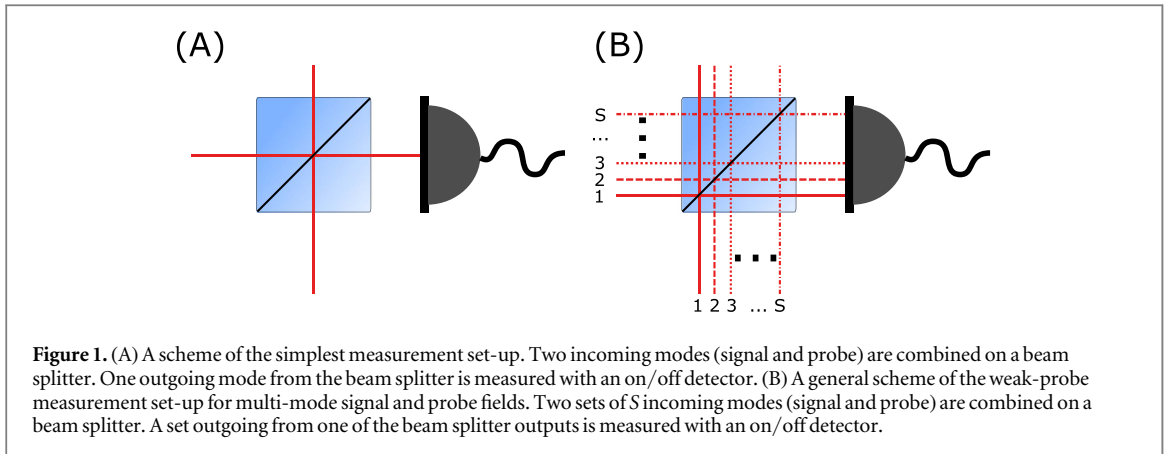 (A)
(B)
S
...
3
2
1
1 2 3 ... S
Figure 1. (A) A scheme of the simplest measurement set-up. Two incoming modes (signal and probe) are combined on a beam
splitter. One outgoing mode from the beam splitter is measured with an on/off detector. (B) A general scheme of the weak-probe
measurement set-up for multi-mode signal and probe fields. Two sets of S incoming modes (signal and probe) are combined on a
beam splitter. A set outgoing from one of the beam splitter outputs is measured with an on/off detector.